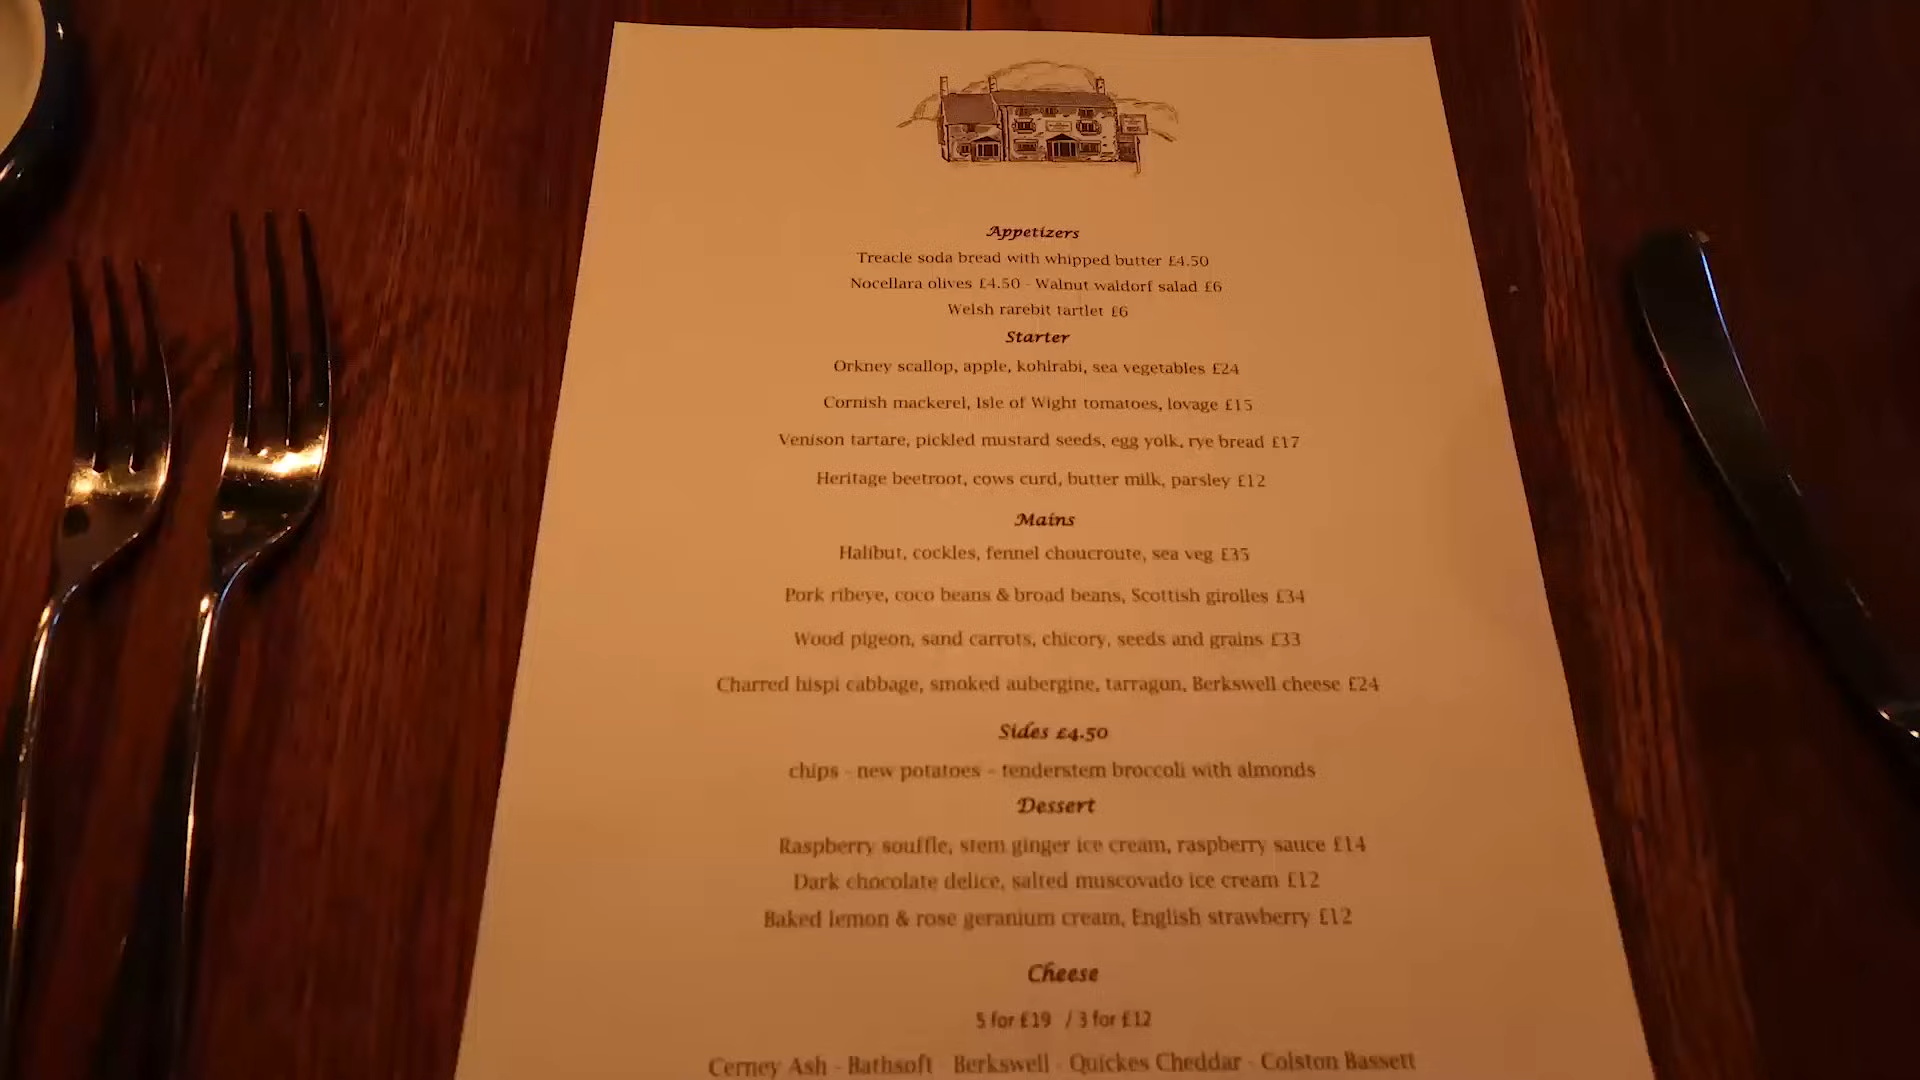 Appetizers
Treacle soda bread with whipped butter £4.50
Nocellara olives £4.50 - Walnut waldorf salad £6
Welsh rarebit tartlet £6
Starter
Orkney scallop, apple, kohlrabi, sea vegetables £24
Cornish mackerel, Isle of Wight tomatoes, lovage £15
Venison tartare, pickled mustard seeds, egg yolk, rye bread £17
Heritage beetroot, cows curd, butter milk, parsley £12
Mains
Halibut, cockles, fennel choucroute, sea veg £35
Pork ribeye, coco beans & broad beans, Scottish girolles £34
Wood pigeon, sand carrots, chicory, seeds and grains £33
Charred hispi cabbage, smoked aubergine, tarragon, Berkswell cheese £24
Sides £4.50
chips - new potatoes - tenderstem broccoli with almonds
Dessert
Raspberry souffle, stem ginger ice cream, raspberry sauce £14
Dark chocolate delice, salted muscovado ice cream £12
Baked lemon & rose geranium cream, English strawberry £12
Cheese
5 for £19 / 3 for £12
Cerney Ash - Bathsoft - Berkswell - Quickes Cheddar - Colston Bassett